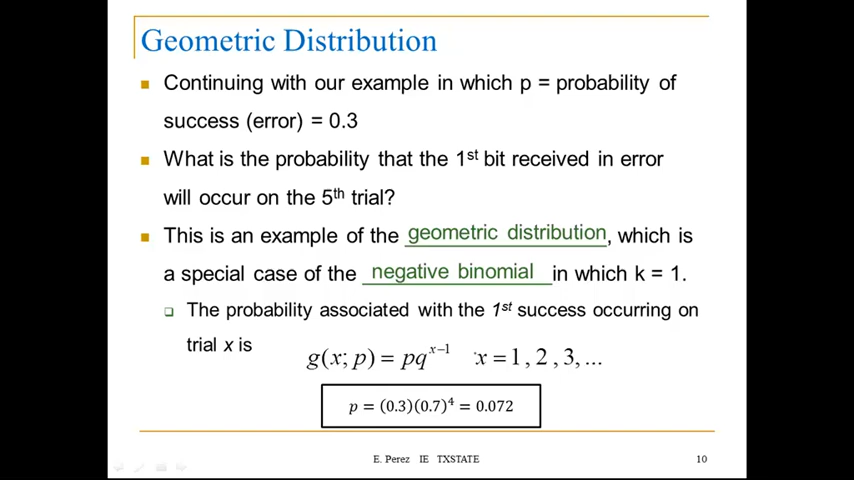 Geometric Distribution
Continuing with our example in which p = probability of
success (error) = 0.3
What is the probability that the 1st bit received in error
will occur on the 5th trial?
This is an example of the geometric distribution, which is
a special case of the negative binomial in which k = 1.
The probability associated with the 1st success occurring on
trial x is
g(x; p) = pq^{x−1}   x = 1 , 2 , 3, ...
p = (0.3)(0.7)^4 = 0.072
E. Perez IE TXSTATE 10